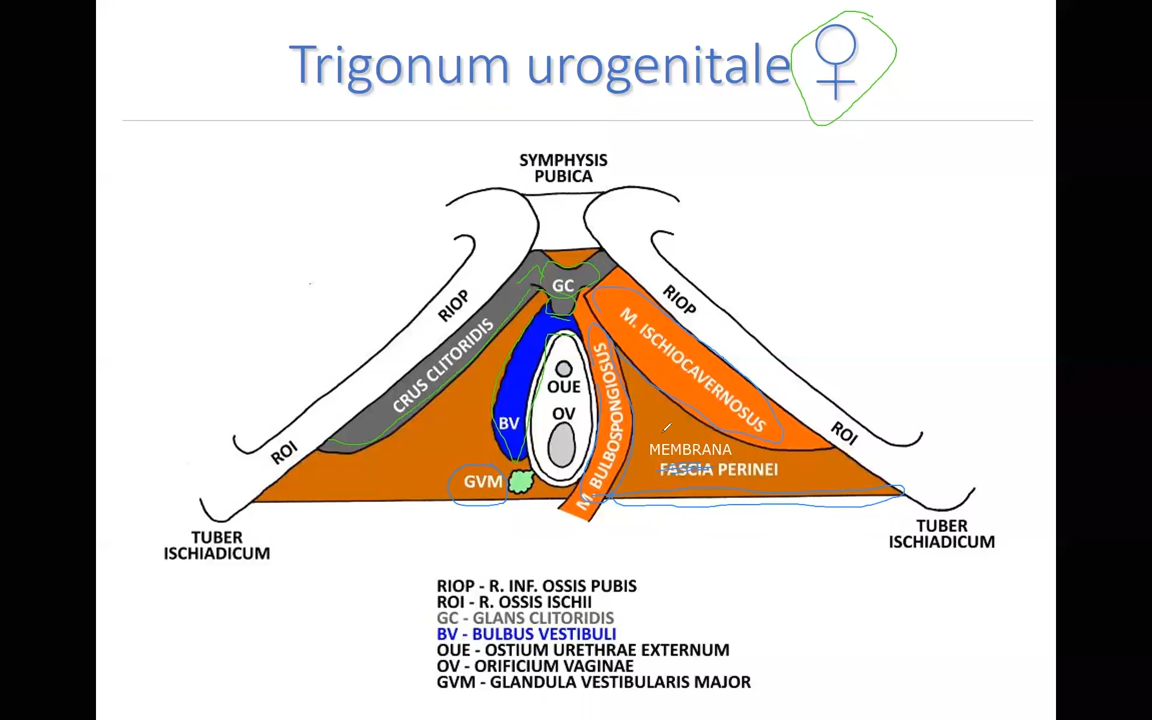 Trigonum urogenitale ♀
SYMPHYSIS
PUBICA
GC
RIOP
RIOP
CRUS CLITORIDIS
M. ISCHIOCAVERNOSUS
M. BULBOSPONGIOSUS
OUE
OV
BV
ROI
ROI
MEMBRANA
FASCIA PERINEI
GVM
TUBER
ISCHIADICUM
TUBER
ISCHIADICUM
RIOP - R. INF. OSSIS PUBIS
ROI - R. OSSIS ISCHII
GC - GLANS CLITORIDIS
BV - BULBUS VESTIBULI
OUE - OSTIUM URETHRAE EXTERNUM
OV - ORIFICIUM VAGINAE
GVM - GLANDULA VESTIBULARIS MAJOR